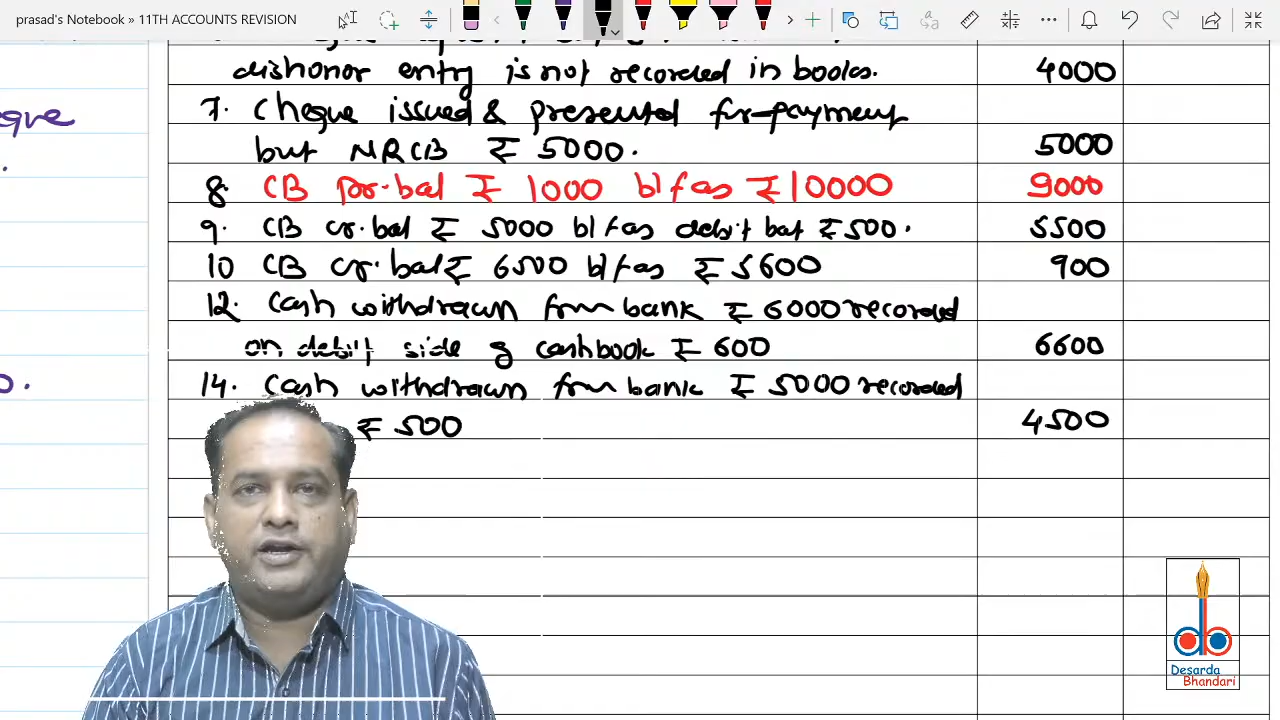 prasad's Notebook » 11TH ACCOUNTS REVISION
dishonor entry is not recorded in books. 4000
eque
7. Cheque issued & presented for payment
but NRCB ₹ 5000. 5000
8. CB Dr. bal ₹ 1000 b/f as ₹ 10000 9000
9. CB cr. bal ₹ 5000 b/f as debit bal ₹ 500. 5500
10 CB cr. bal ₹ 6500 b/f as ₹ 5600 900
12. Cash withdrawn from bank ₹ 6000 recorded
on debit side of cashbook ₹ 600 6600
14. Cash withdrawn from bank ₹ 5000 recorded
₹ 500 4500
Desarda
Bhandari